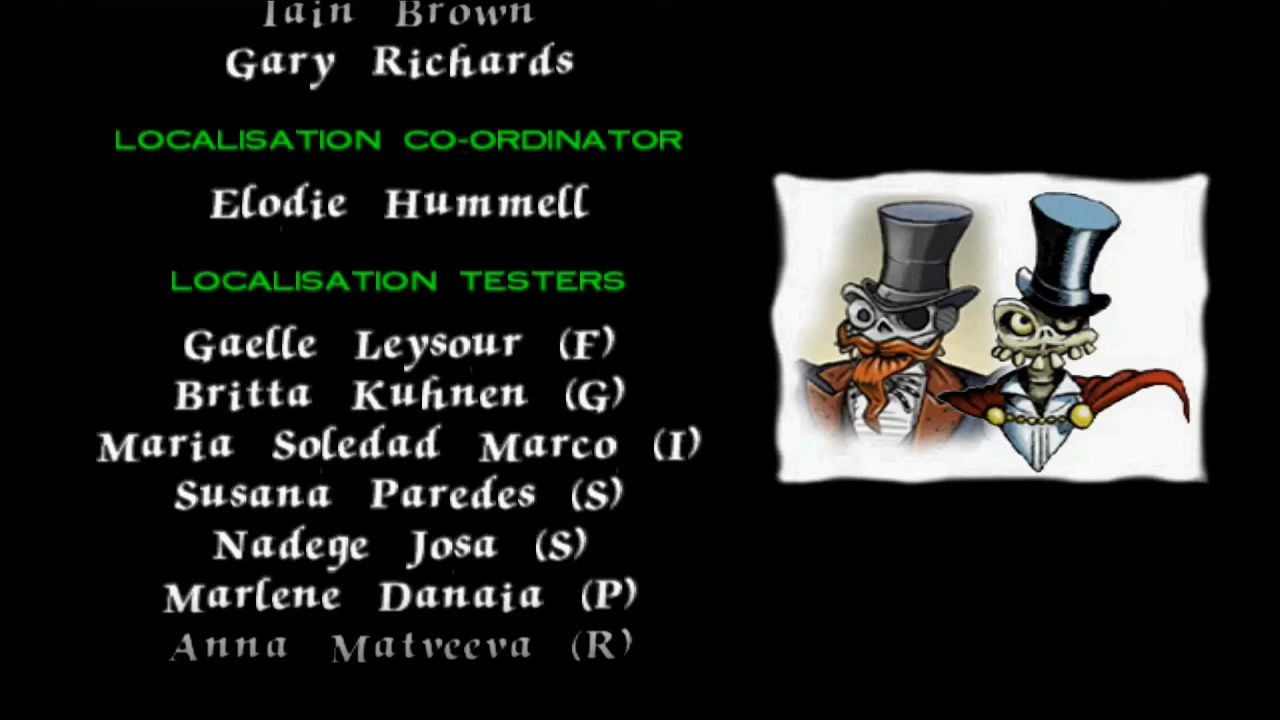 Iain Brown
Gary Richards
LOCALISATION CO-ORDINATOR
Elodie Hummell
LOCALISATION TESTERS
Gaelle Leysour (F)
Britta Kuhnen (G)
Maria Soledad Marco (I)
Susana Paredes (S)
Nadege Josa (S)
Marlene Danaia (P)
Anna Matveeva (R)